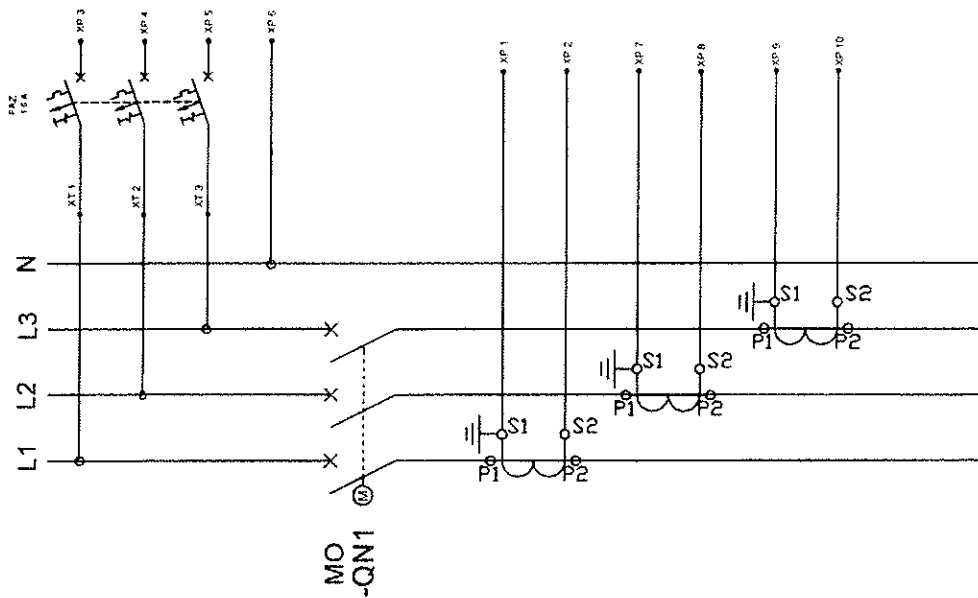 FAZ
16A
XP 3
XP 4
XP 5
XP 6
XT 1
XT 2
XT 3
XP 1
XP 2
XP 7
XP 8
XP 9
XP 10
N
L3
L2
L1
S1
S2
P1
P2
S1
S2
P1
P2
S1
S2
P1
P2
M
MO
-QN1